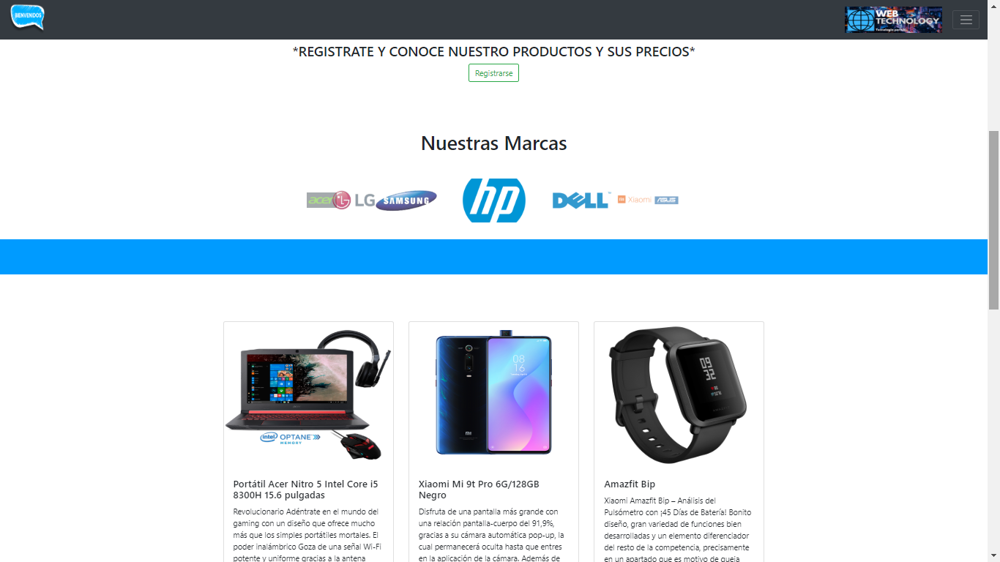 BIENVENIDOS
WEB
TECHNOLOGY
*REGISTRATE Y CONOCE NUESTRO PRODUCTOS Y SUS PRECIOS*
Registrarse
Nuestras Marcas
acer LG SAMSUNG hp DELL mi Xiaomi ASUS
08
16
09
32
intel OPTANE
MEMORY
MI
Portátil Acer Nitro 5 Intel Core i5
8300H 15.6 pulgadas
Revolucionario Adéntrate en el mundo del
gaming con un diseño que ofrece mucho
más que los simples portátiles mortales. El
poder inalámbrico Goza de una señal Wi-Fi
potente y uniforme gracias a la antena
Xiaomi Mi 9t Pro 6G/128GB
Negro
Disfruta de una pantalla más grande con
una relación pantalla-cuerpo del 91,9%,
gracias a su cámara automática pop-up, la
cual permanecerá oculta hasta que entres
en la aplicación de la cámara. Además de
Amazfit Bip
Xiaomi Amazfit Bip – Análisis del
Pulsómetro con ¡45 Días de Batería! Bonito
diseño, gran variedad de funciones bien
desarrolladas y un elemento diferenciador
del resto de la competencia, precisamente
en un apartado que es motivo de queja